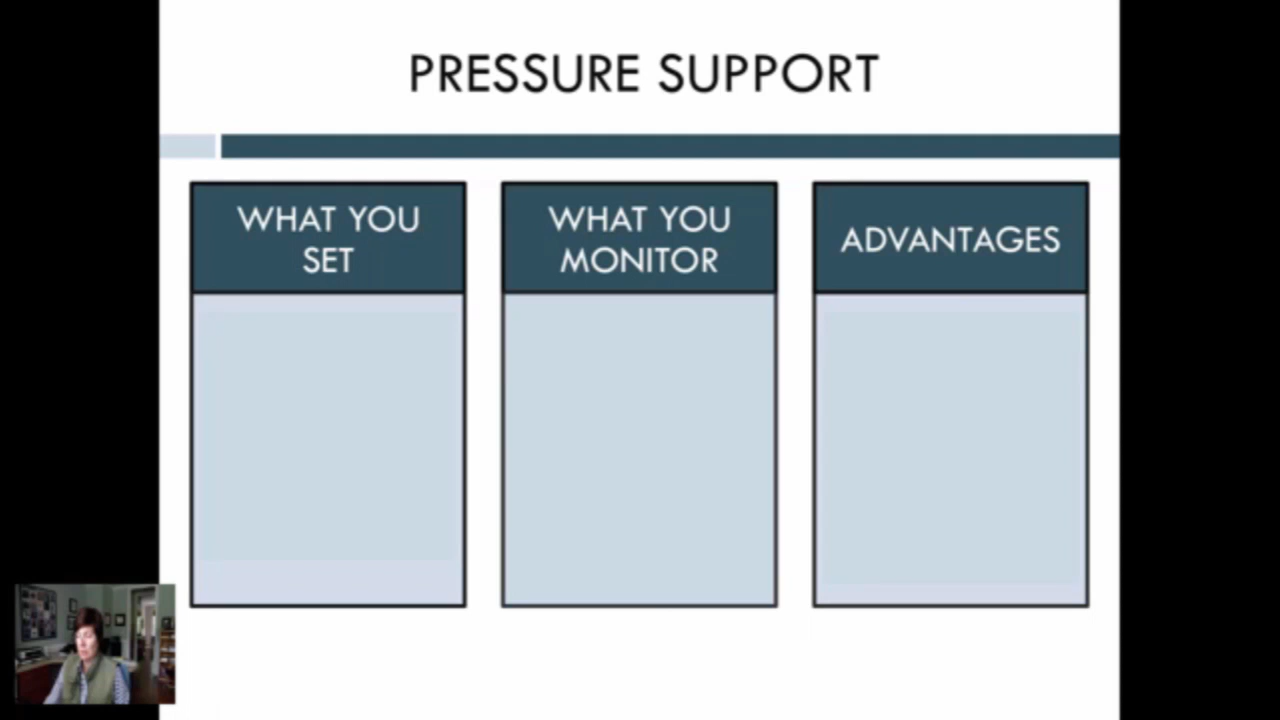 PRESSURE SUPPORT
WHAT YOU
SET
WHAT YOU
MONITOR
ADVANTAGES